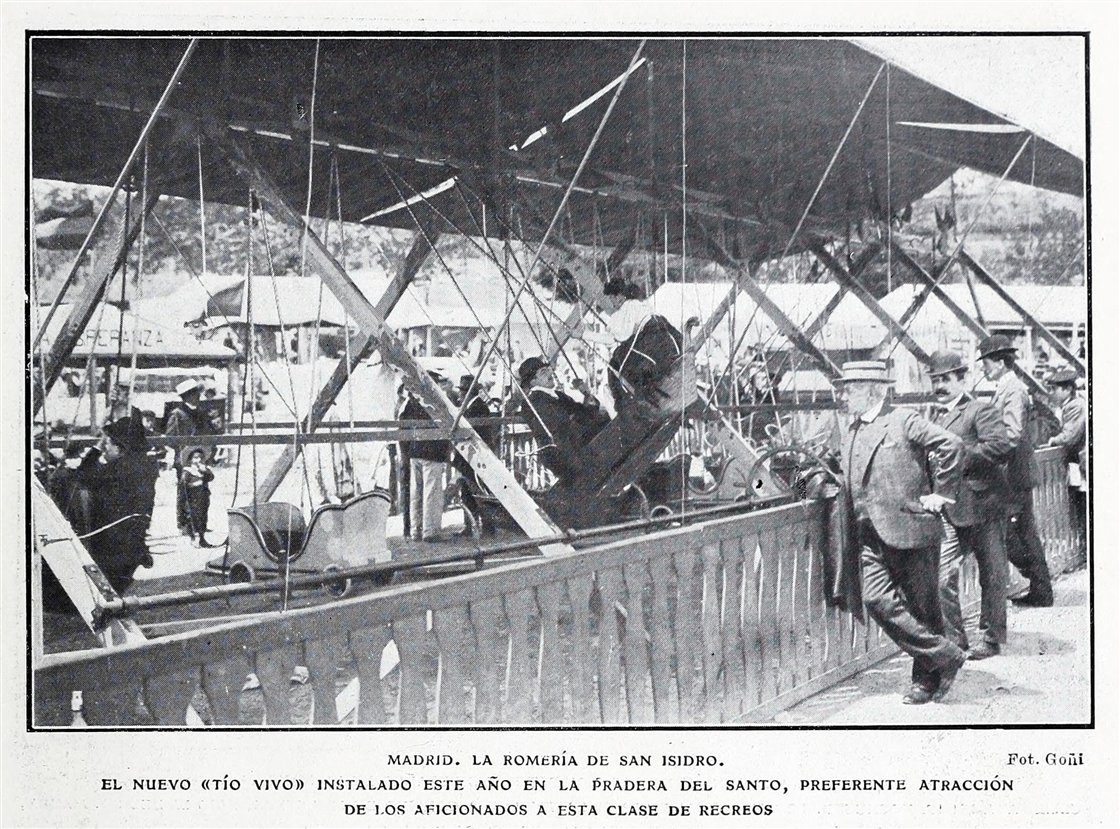 PERANZA
MADRID. LA ROMERÍA DE SAN ISIDRO.
Fot. Goñi
EL NUEVO «TÍO VIVO» INSTALADO ESTE AÑO EN LA PRADERA DEL SANTO, PREFERENTE ATRACCIÓN
DE LOS AFICIONADOS A ESTA CLASE DE RECREOS